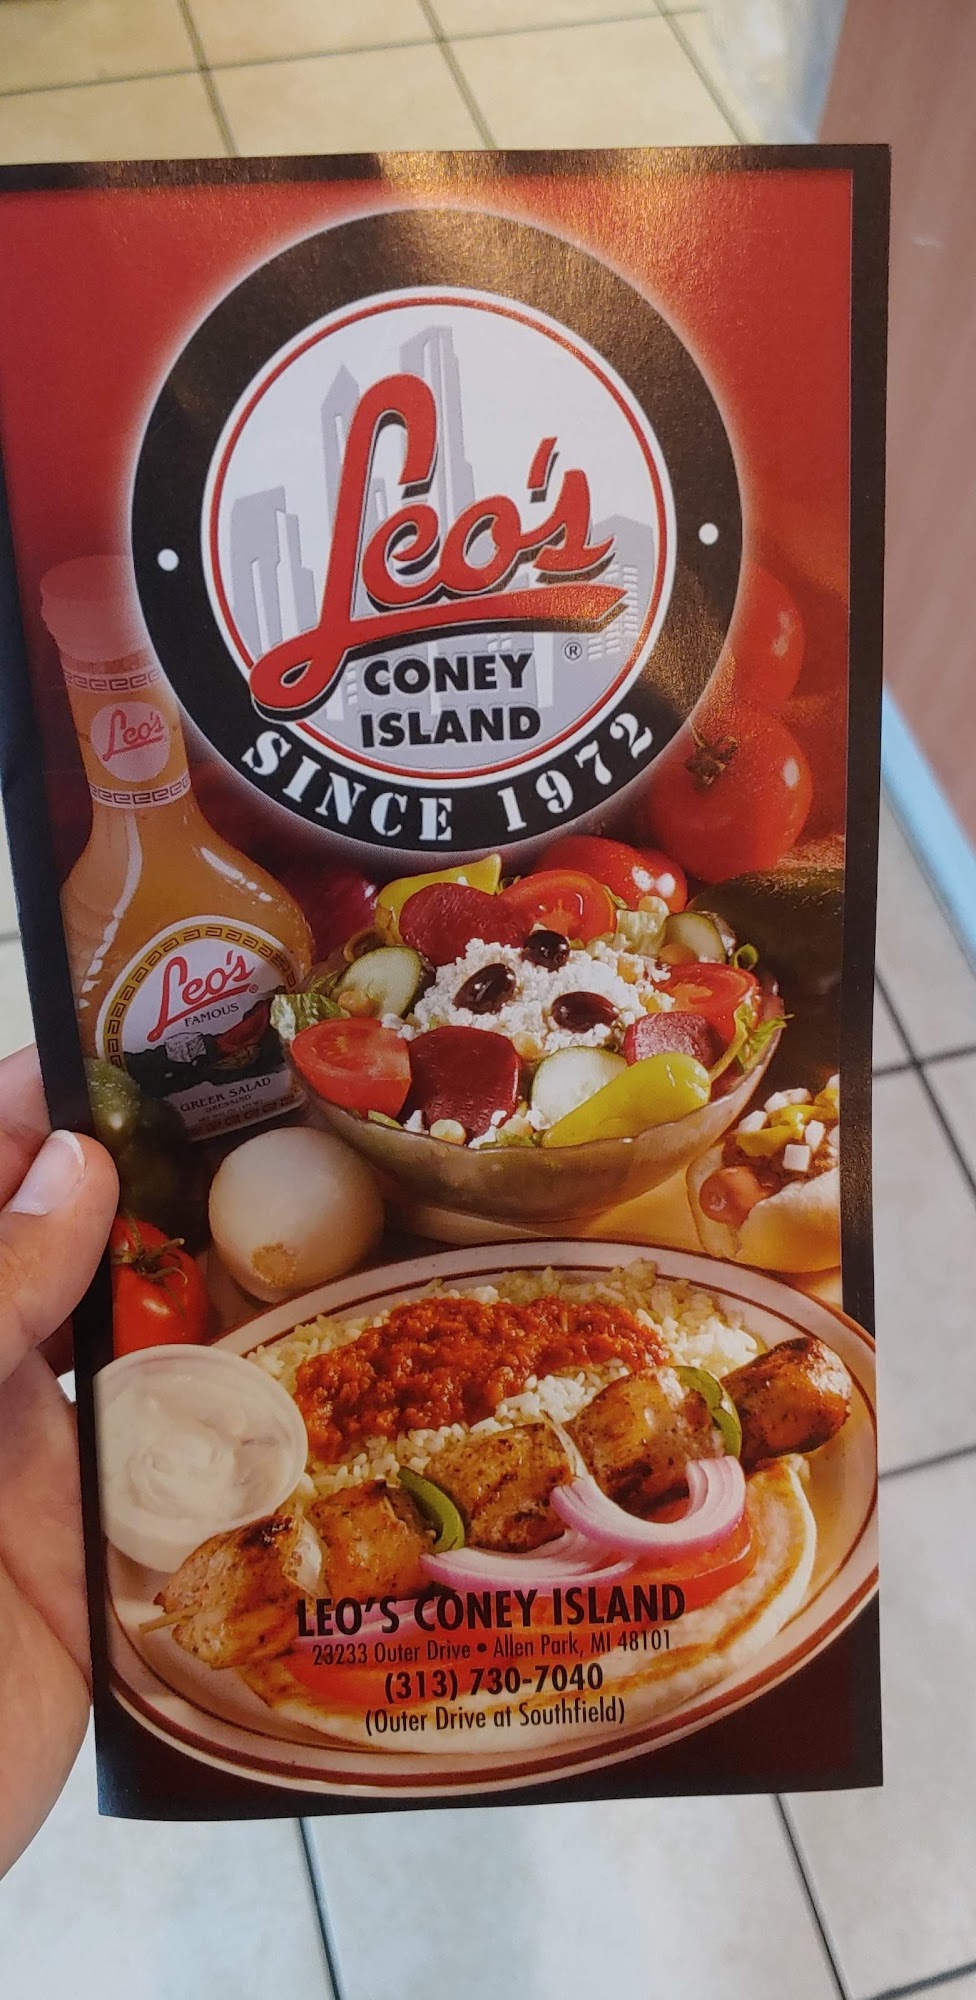 Leo's
CONEY
ISLAND
®
SINCE 1972
Leo's
Leo's
FAMOUS
GREEK SALAD
DRESSING
LEO'S CONEY ISLAND
23233 Outer Drive • Allen Park, MI 48101
(313) 730-7040
(Outer Drive at Southfield)